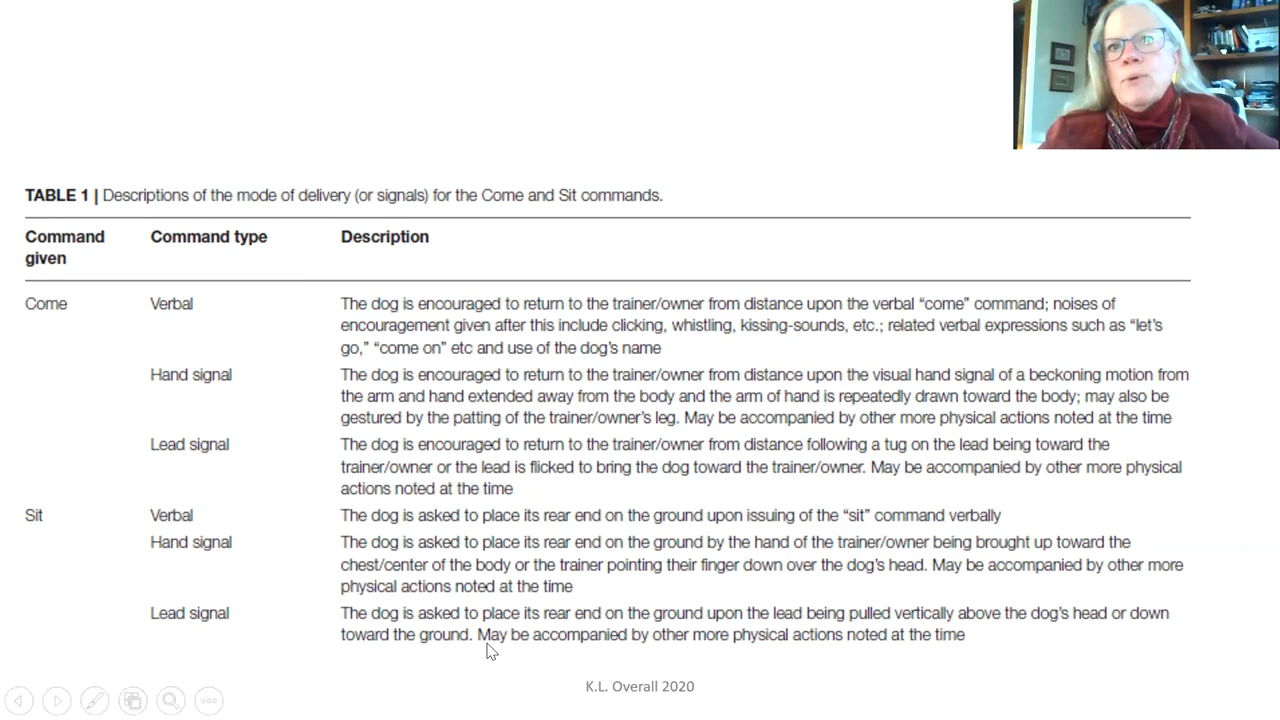 TABLE 1 | Descriptions of the mode of delivery (or signals) for the Come and Sit commands.
Command given Command type Description
Come Verbal The dog is encouraged to return to the trainer/owner from distance upon the verbal “come” command; noises of
encouragement given after this include clicking, whistling, kissing-sounds, etc.; related verbal expressions such as “let’s
go,” “come on” etc and use of the dog’s name
Hand signal The dog is encouraged to return to the trainer/owner from distance upon the visual hand signal of a beckoning motion from
the arm and hand extended away from the body and the arm of hand is repeatedly drawn toward the body; may also be
gestured by the patting of the trainer/owner’s leg. May be accompanied by other more physical actions noted at the time
Lead signal The dog is encouraged to return to the trainer/owner from distance following a tug on the lead being toward the
trainer/owner or the lead is flicked to bring the dog toward the trainer/owner. May be accompanied by other more physical
actions noted at the time
Sit Verbal The dog is asked to place its rear end on the ground upon issuing of the “sit” command verbally
Hand signal The dog is asked to place its rear end on the ground by the hand of the trainer/owner being brought up toward the
chest/center of the body or the trainer pointing their finger down over the dog’s head. May be accompanied by other more
physical actions noted at the time
Lead signal The dog is asked to place its rear end on the ground upon the lead being pulled vertically above the dog’s head or down
toward the ground. May be accompanied by other more physical actions noted at the time
K.L. Overall 2020